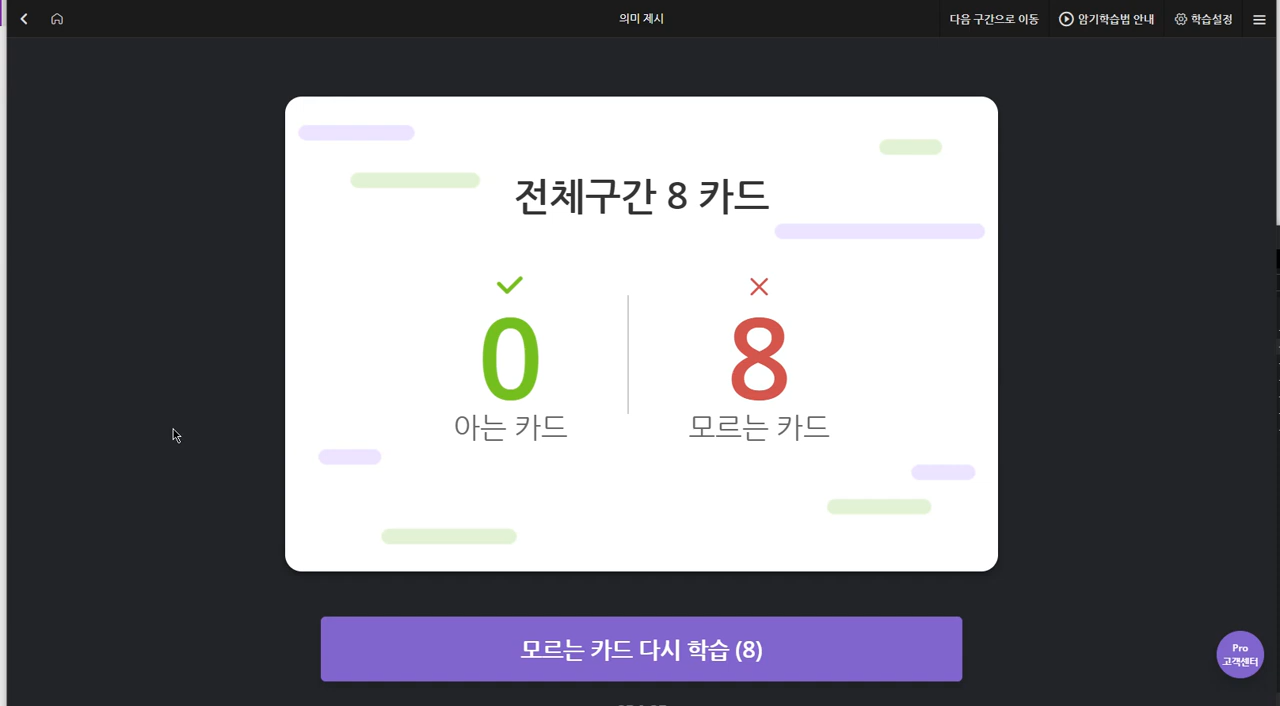 의미 제시
다음 구간으로 이동
암기학습법 안내
학습설정
전체구간 8 카드
0
아는 카드
8
모르는 카드
모르는 카드 다시 학습 (8)
Pro
고객센터